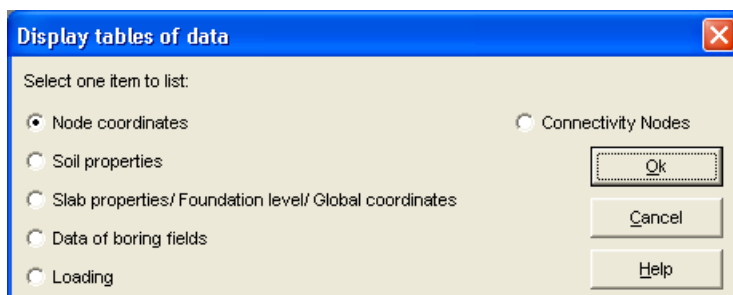 Display tables of data
Select one item to list:
Node coordinates
Connectivity Nodes
Soil properties
Ok
Slab properties/ Foundation level/ Global coordinates
Cancel
Data of boring fields
Loading
Help